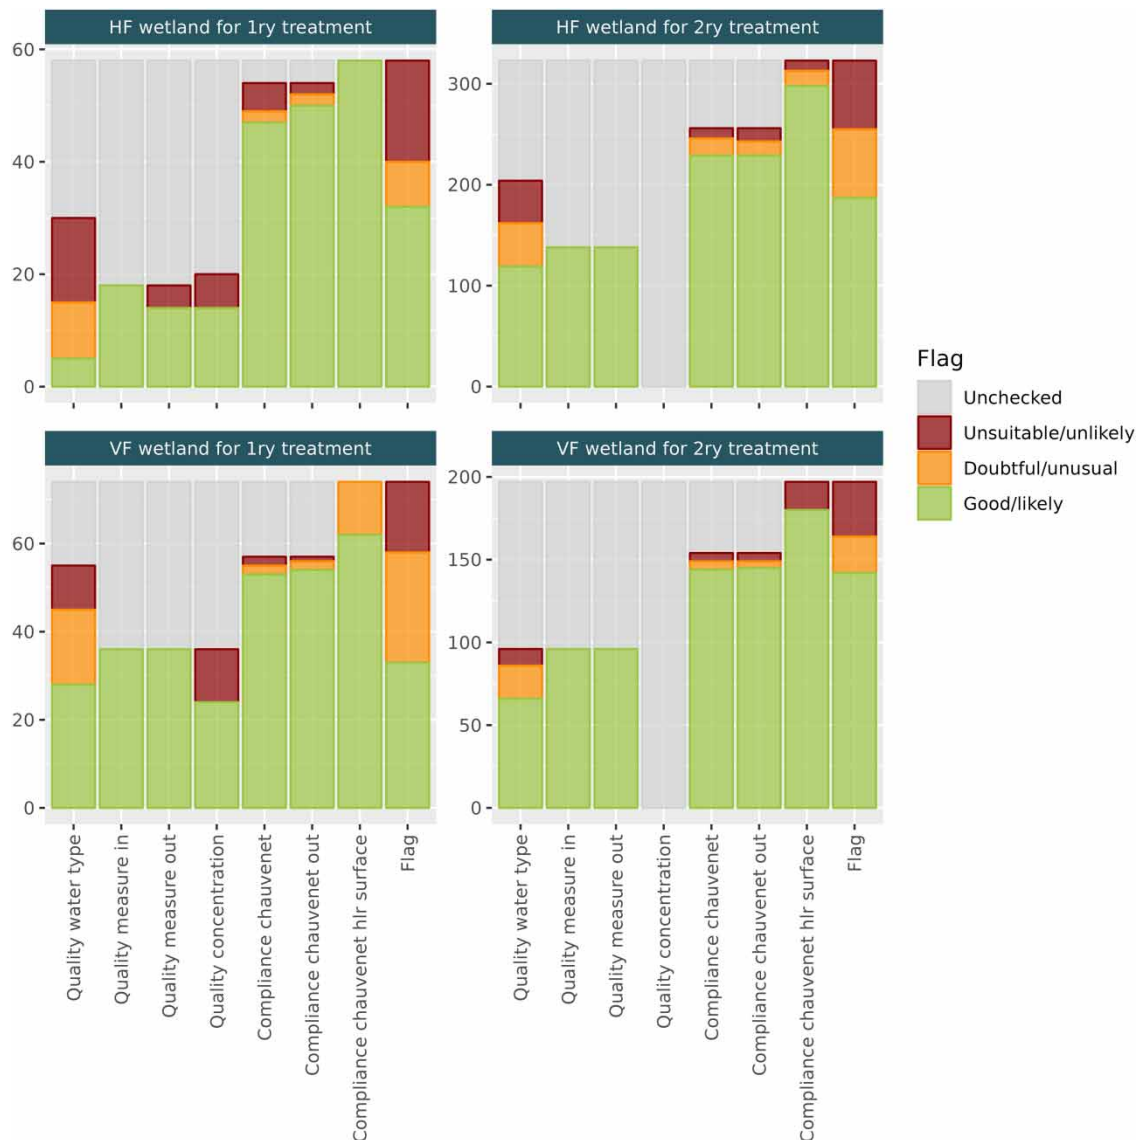 HF wetland for 1ry treatment
HF wetland for 2ry treatment
60
40
20
0
300
200
100
0
VF wetland for 1ry treatment
VF wetland for 2ry treatment
60
40
20
0
200
150
100
50
0
Quality water type
Quality measure in
Quality measure out
Quality concentration
Compliance chauvenet
Compliance chauvenet out
Compliance chauvenet hlr surface
Flag
Quality water type
Quality measure in
Quality measure out
Quality concentration
Compliance chauvenet
Compliance chauvenet out
Compliance chauvenet hlr surface
Flag
Flag
Unchecked
Unsuitable/unlikely
Doubtful/unusual
Good/likely